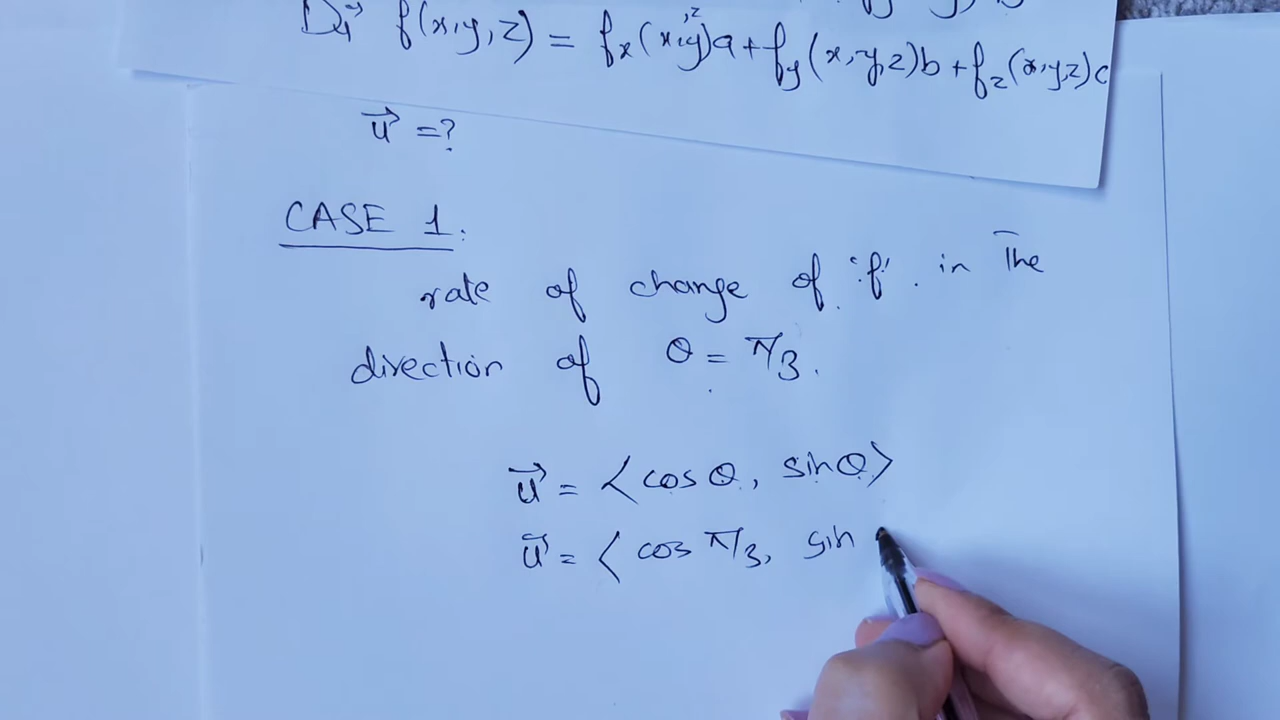 D_u⃗ f(x,y,z) = f_x(x,y,z)a + f_y(x,y,z)b + f_z(x,y,z)c
u⃗ = ?
CASE 1:
rate of change of 'f' in the
direction of θ = π/3.
u⃗ = ⟨cos θ, sin θ⟩
u⃗ = ⟨ cos π/3, sin